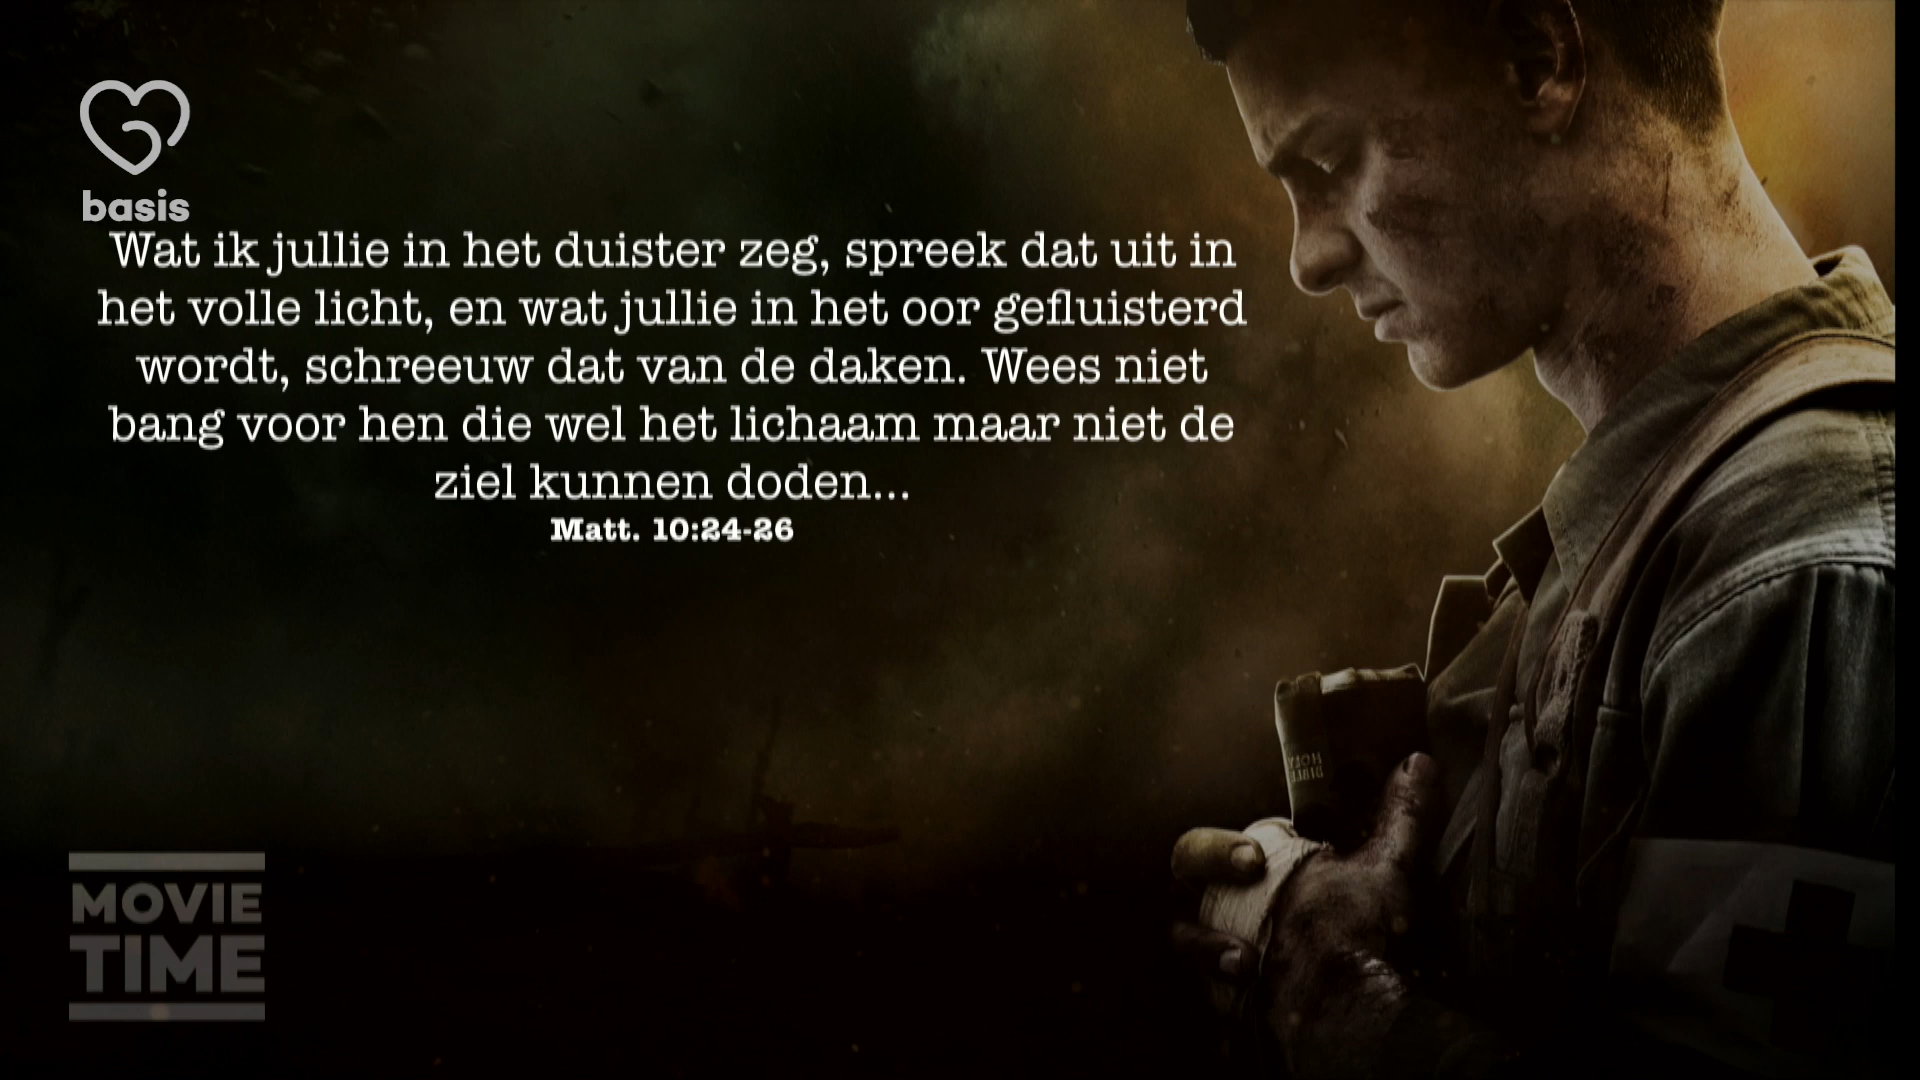 basis
Wat ik jullie in het duister zeg, spreek dat uit in
het volle licht, en wat jullie in het oor gefluisterd
wordt, schreeuw dat van de daken. Wees niet
bang voor hen die wel het lichaam maar niet de
ziel kunnen doden...
Matt. 10:24-26
HOLY
BIBLE
MOVIE
TIME